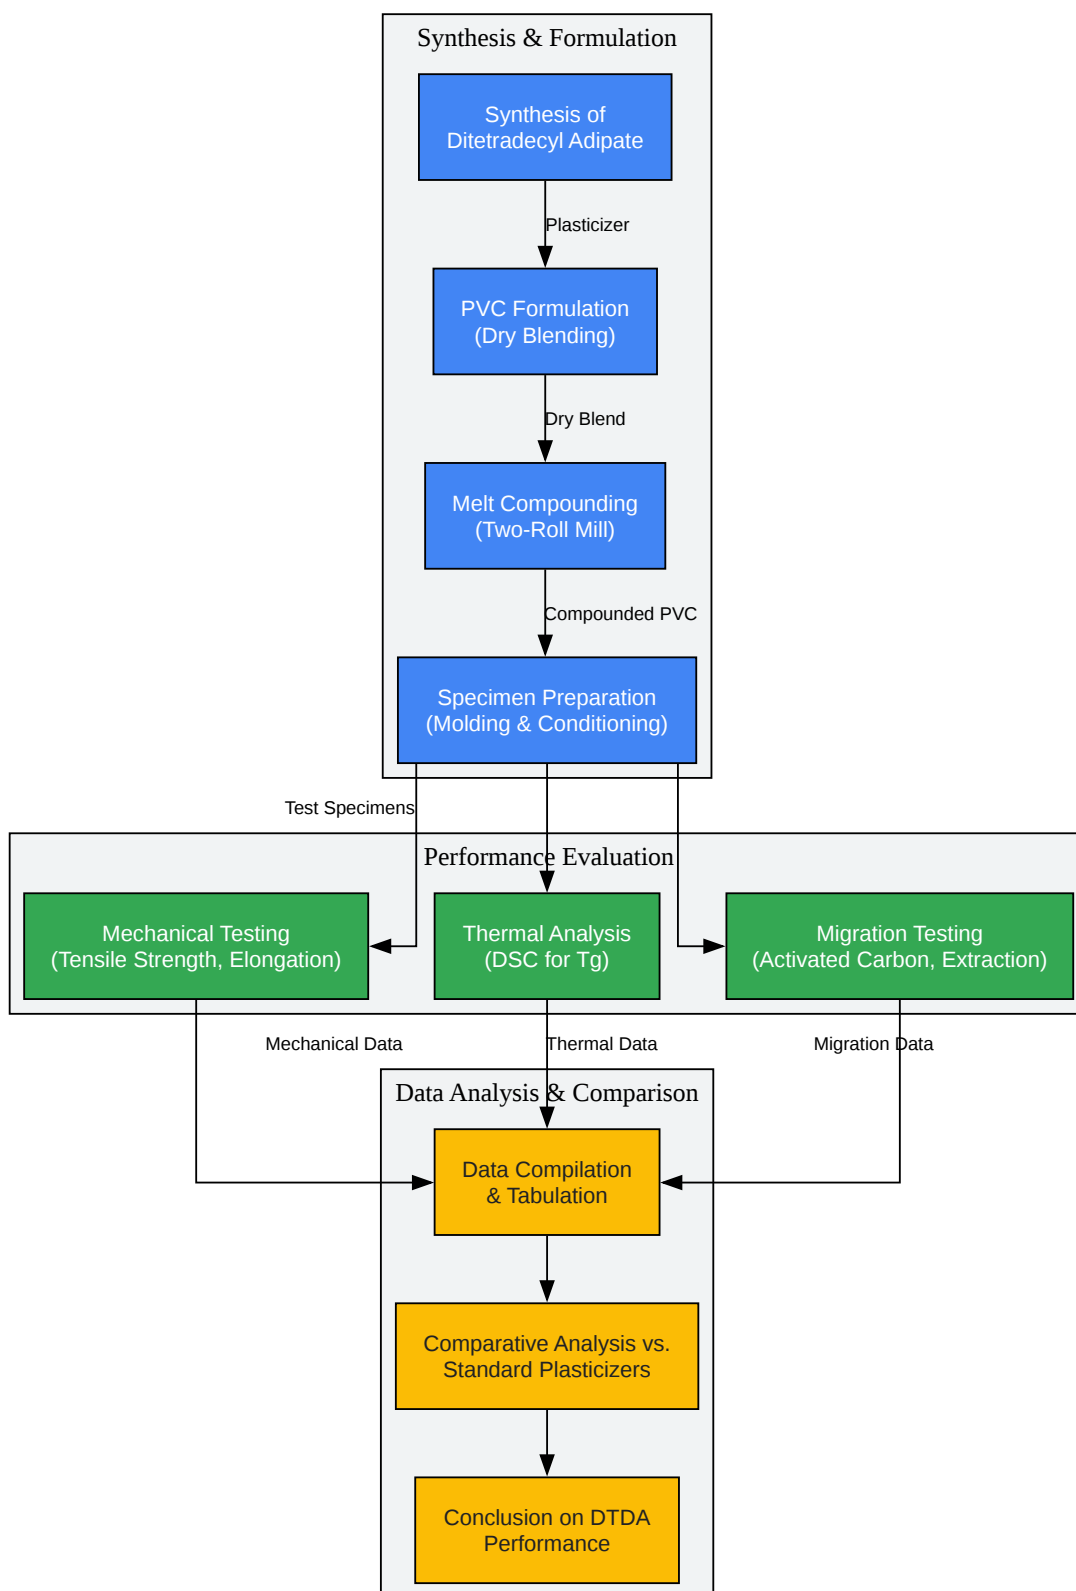 Synthesis & Formulation
Synthesis of
Ditetradecyl Adipate
Plasticizer
PVC Formulation
(Dry Blending)
Dry Blend
Melt Compounding
(Two-Roll Mill)
Compounded PVC
Specimen Preparation
(Molding & Conditioning)
Test Specimens
Performance Evaluation
Mechanical Testing
(Tensile Strength, Elongation)
Thermal Analysis
(DSC for Tg)
Migration Testing
(Activated Carbon, Extraction)
Mechanical Data
Thermal Data
Migration Data
Data Analysis & Comparison
Data Compilation
& Tabulation
Comparative Analysis vs.
Standard Plasticizers
Conclusion on DTDA
Performance